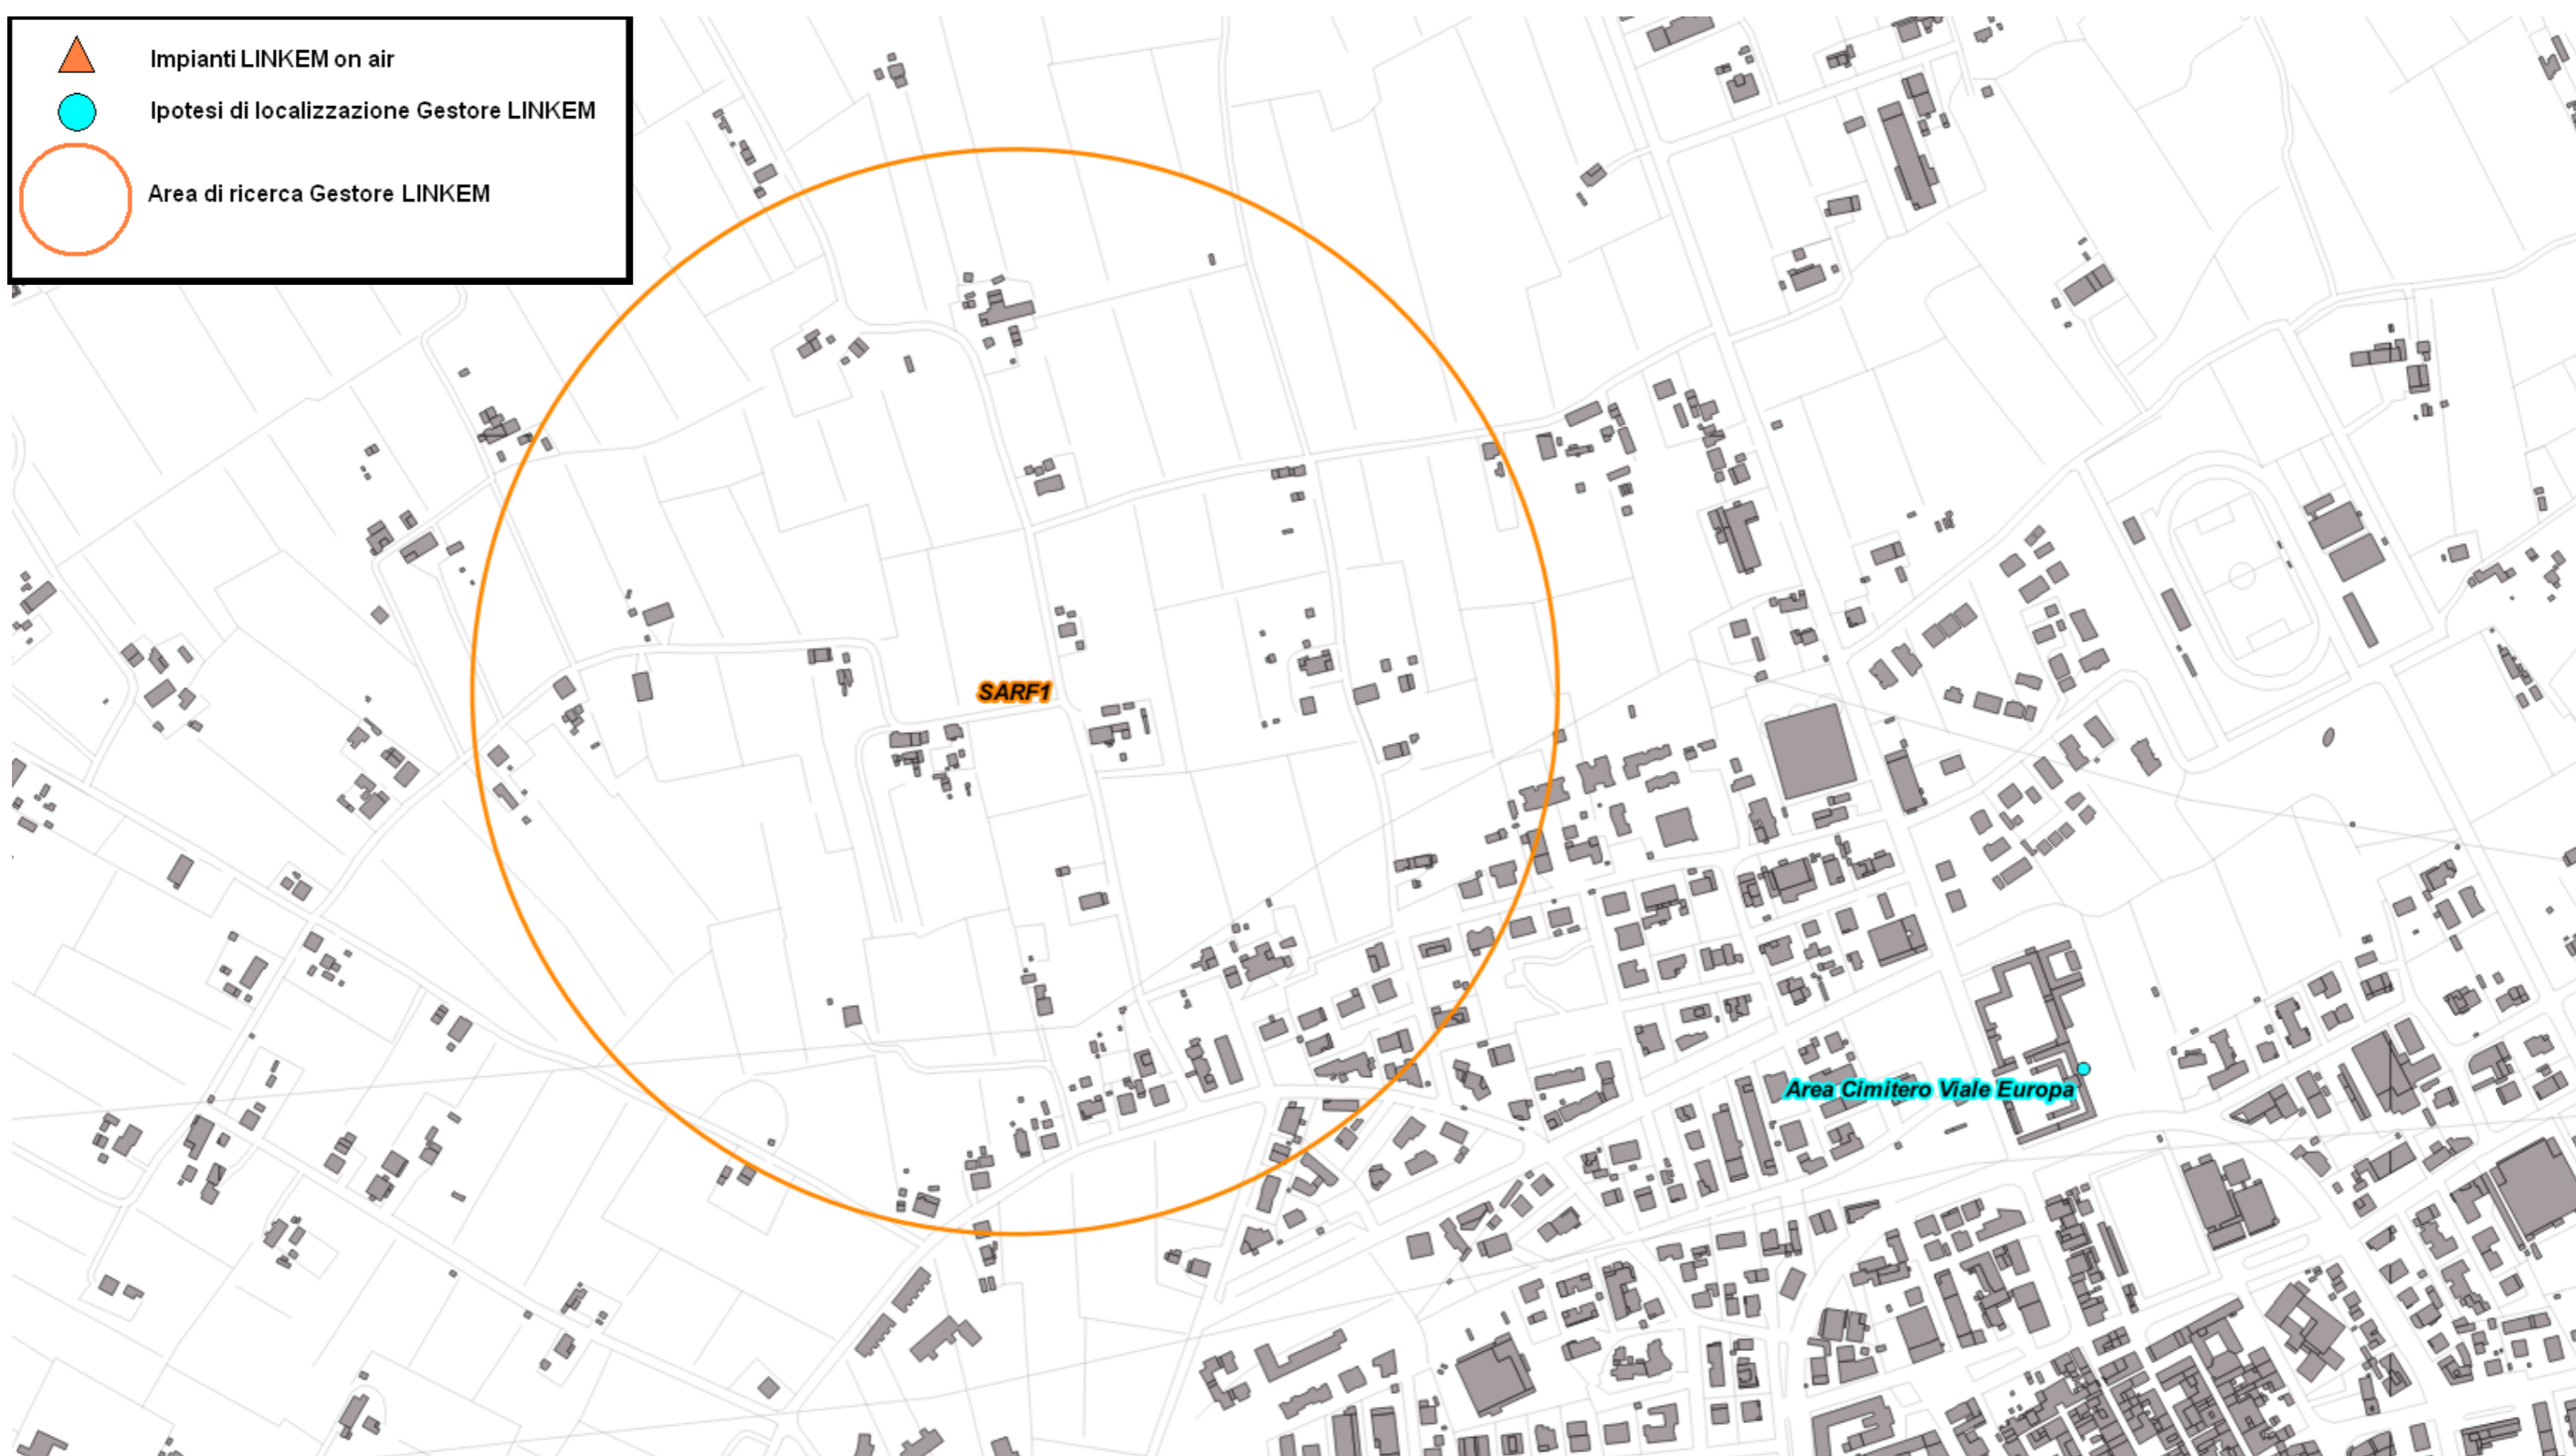 Impianti LINKEM on air
Ipotesi di localizzazione Gestore LINKEM
Area di ricerca Gestore LINKEM
SARF1
Area Cimitero Viale Europa